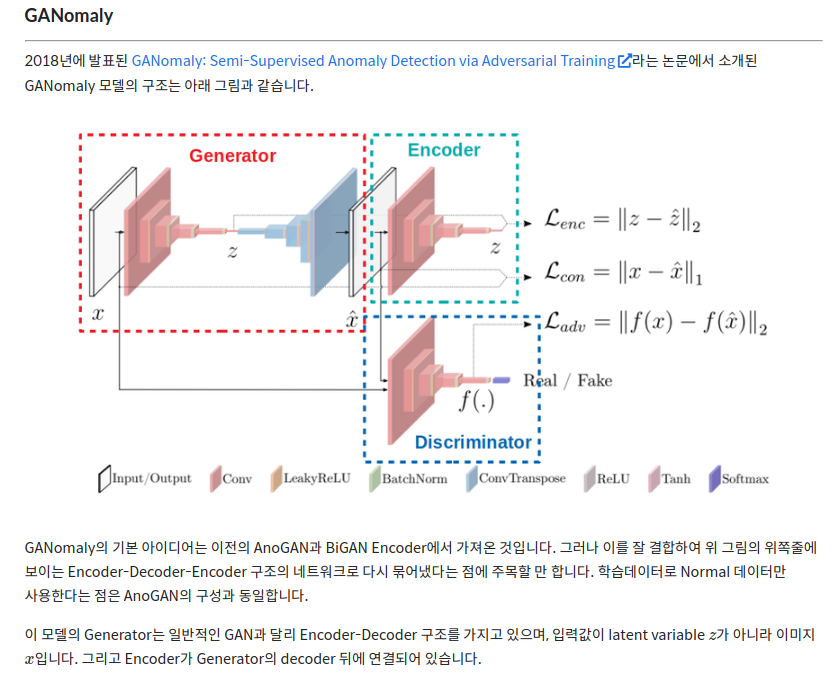 GANomaly
2018년에 발표된 GANomaly: Semi-Supervised Anomaly Detection via Adversarial Training라는 논문에서 소개된
GANomaly 모델의 구조는 아래 그림과 같습니다.
Generator
Encoder
z
z
x
x̂
ℒenc = ||z − ẑ||₂
ℒcon = ||x − x̂||₁
ℒadv = ||f(x) − f(x̂)||₂
Real / Fake
f(.)
Discriminator
Input/Output Conv LeakyReLU BatchNorm ConvTranspose ReLU Tanh Softmax
GANomaly의 기본 아이디어는 이전의 AnoGAN과 BiGAN Encoder에서 가져온 것입니다. 그러나 이를 잘 결합하여 위 그림의 위쪽줄에
보이는 Encoder-Decoder-Encoder 구조의 네트워크로 다시 묶어냈다는 점에 주목할 만 합니다. 학습데이터로 Normal 데이터만
사용한다는 점은 AnoGAN의 구성과 동일합니다.
이 모델의 Generator는 일반적인 GAN과 달리 Encoder-Decoder 구조를 가지고 있으며, 입력값이 latent variable z가 아니라 이미지
x입니다. 그리고 Encoder가 Generator의 decoder 뒤에 연결되어 있습니다.